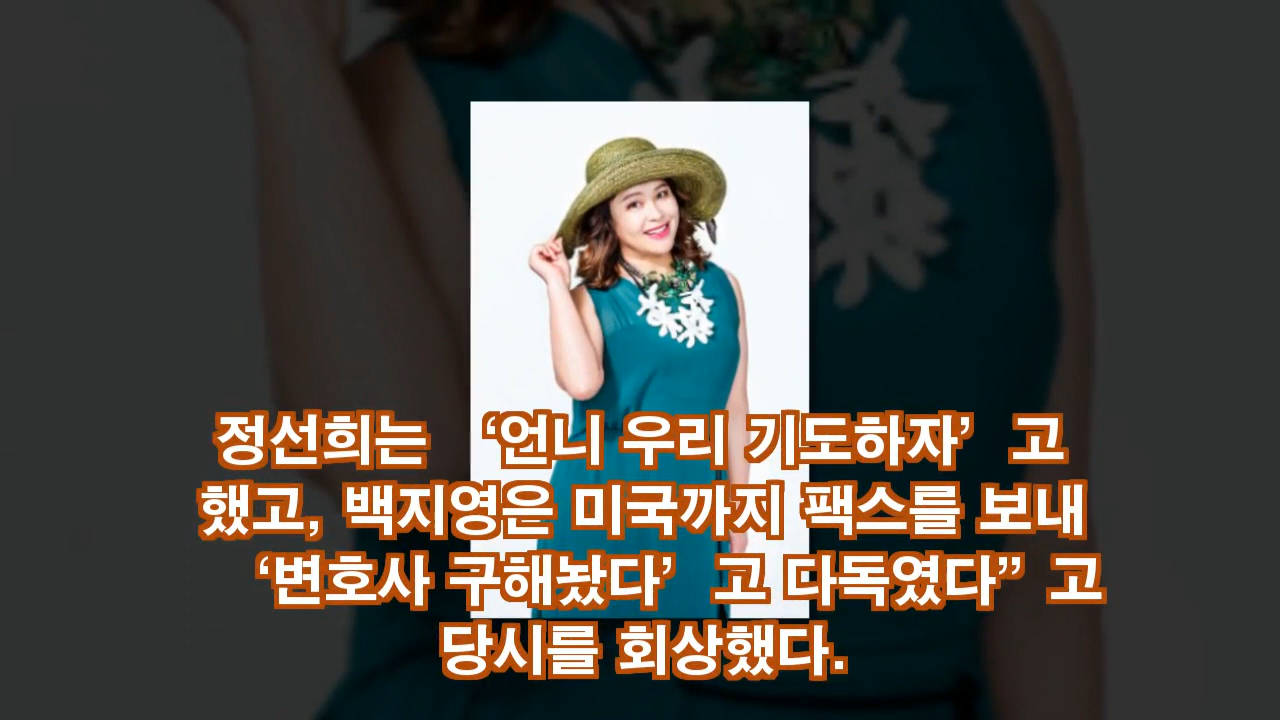 정선희는 ‘언니 우리 기도하자’ 고
했고, 백지영은 미국까지 팩스를 보내
‘변호사 구해놨다’ 고 다독였다” 고
당시를 회상했다.